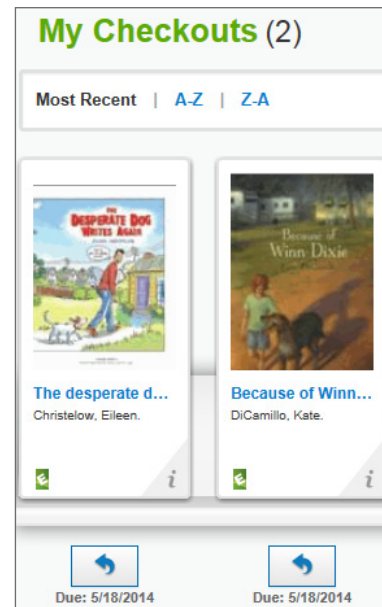 My Checkouts (2)
Most Recent | A-Z | Z-A
THE
DESPERATE DOG
WRITES AGAIN
Because of
Winn Dixie
The desperate d...
Christelow, Eileen.
Because of Winn...
DiCamillo, Kate.
E i
E i
Due: 5/18/2014
Due: 5/18/2014